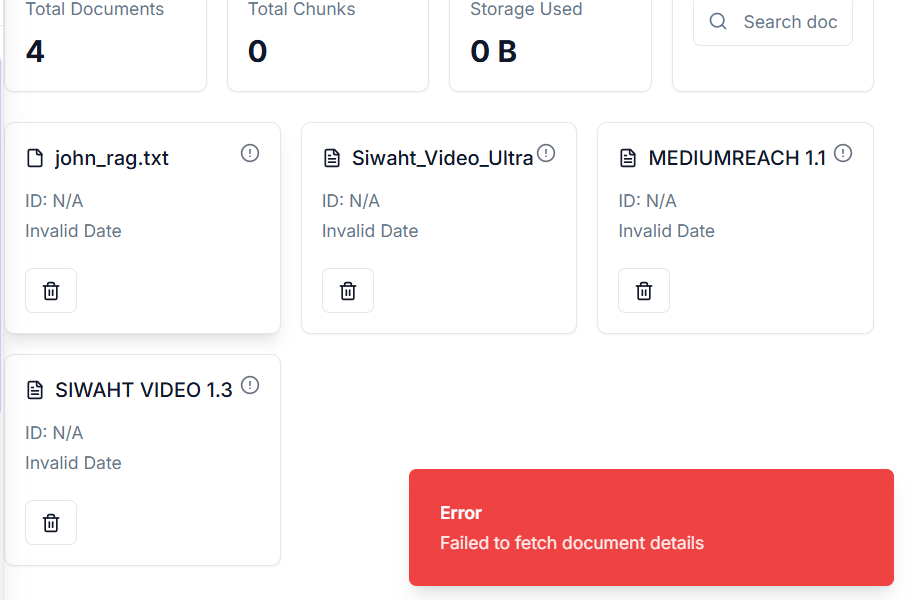 Total Documents
4
Total Chunks
0
Storage Used
0 B
Search doc
john_rag.txt
ID: N/A
Invalid Date
Siwaht_Video_Ultra
ID: N/A
Invalid Date
MEDIUMREACH 1.1
ID: N/A
Invalid Date
SIWAHT VIDEO 1.3
ID: N/A
Invalid Date
Error
Failed to fetch document details